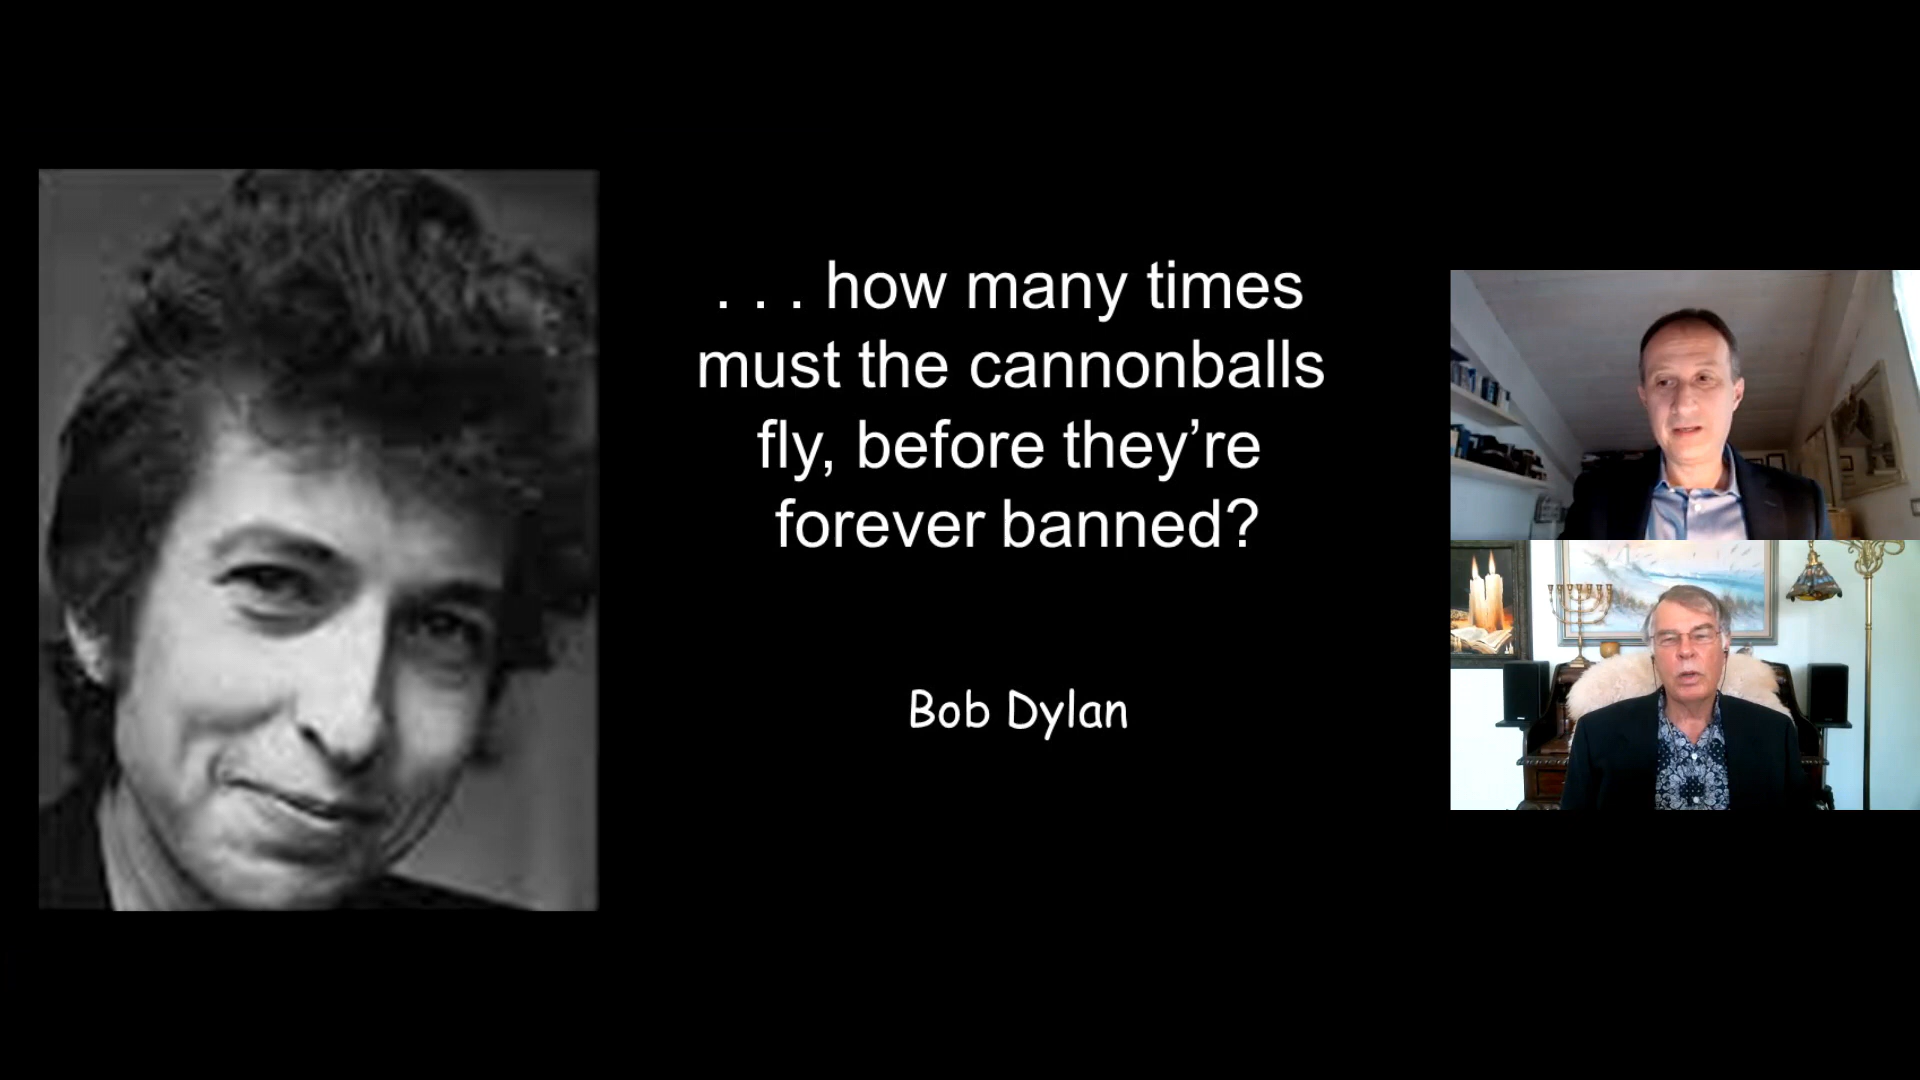 . . . how many times
must the cannonballs
fly, before they’re
forever banned?
Bob Dylan